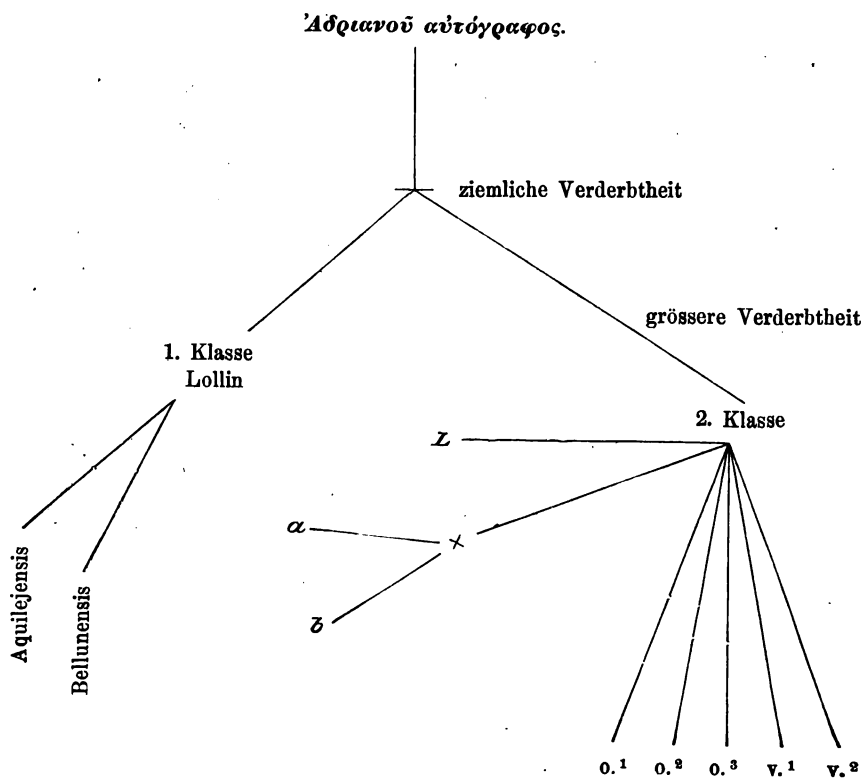 Ἀδριανοῦ αὐτόγραφος.
ziemliche Verderbtheit
grössere Verderbtheit
1. Klasse
Lollin
2. Klasse
L
a
×
b
Aquilejensis
Bellunensis
o.¹ o.² o.³ v.¹ v.²